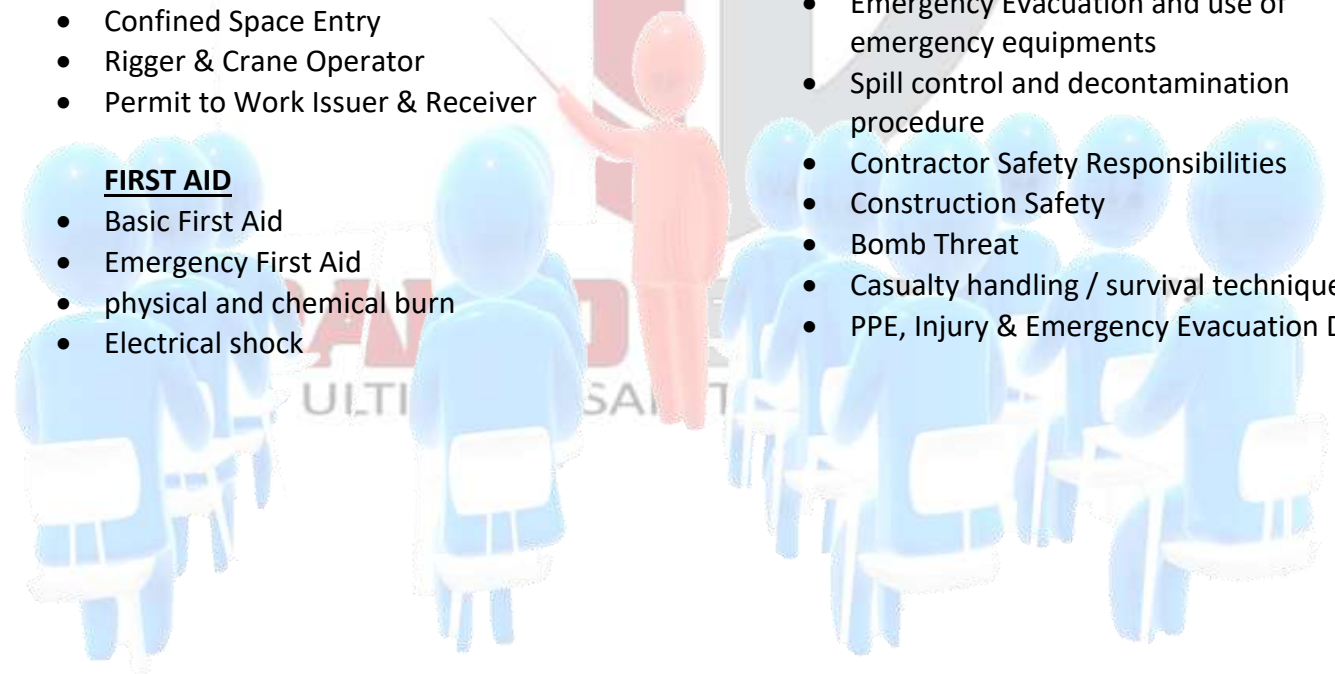 • Confined Space Entry
• Rigger & Crane Operator
• Permit to Work Issuer & Receiver
FIRST AID
• Basic First Aid
• Emergency First Aid
• physical and chemical burn
• Electrical shock
• Emergency Evacuation and use of
emergency equipments
• Spill control and decontamination
procedure
• Contractor Safety Responsibilities
• Construction Safety
• Bomb Threat
• Casualty handling / survival technique
• PPE, Injury & Emergency Evacuation